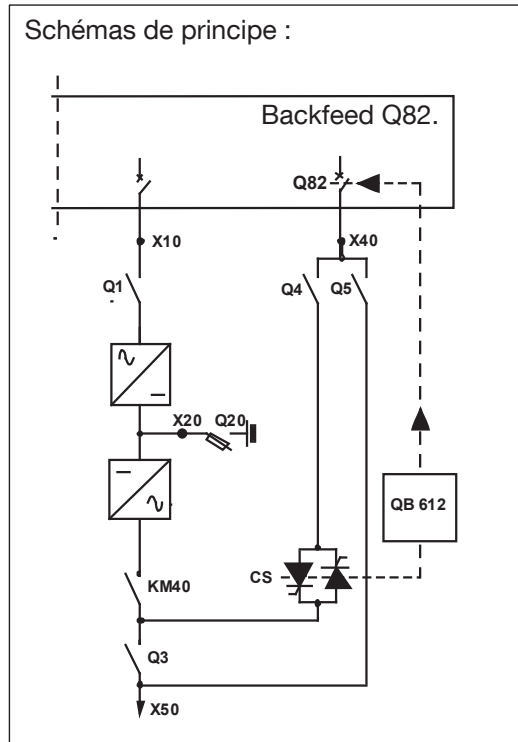 Schémas de principe :
Backfeed Q82.
Q82
X10
X40
Q1
Q4
Q5
X20
Q20
QB 612
CS
KM40
Q3
X50